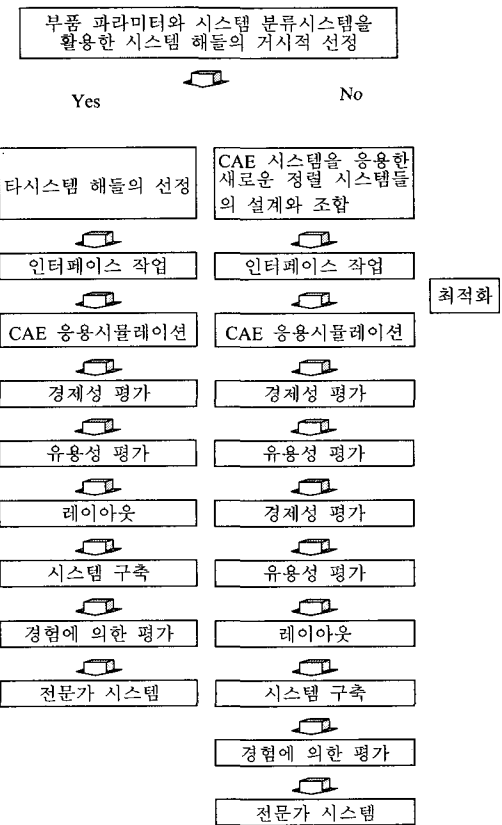 부품 파라미터와 시스템 분류시스템을
활용한 시스템 해들의 거시적 선정
Yes
No
타시스템 해들의 선정
인터페이스 작업
CAE 응용시뮬레이션
경제성 평가
유용성 평가
레이아웃
시스템 구축
경험에 의한 평가
전문가 시스템
CAE 시스템을 응용한
새로운 정렬 시스템들
의 설계와 조합
인터페이스 작업
CAE 응용시뮬레이션
경제성 평가
유용성 평가
경제성 평가
유용성 평가
레이아웃
시스템 구축
경험에 의한 평가
전문가 시스템
최적화